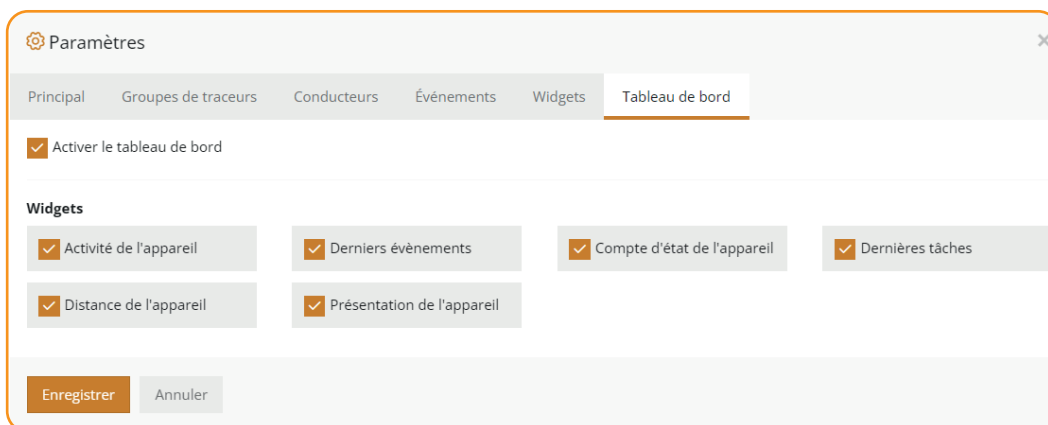 Paramètres
Principal Groupes de traceurs Conducteurs Événements Widgets Tableau de bord
Activer le tableau de bord
Widgets
Activité de l'appareil Derniers évènements Compte d'état de l'appareil Dernières tâches
Distance de l'appareil Présentation de l'appareil
Enregistrer Annuler